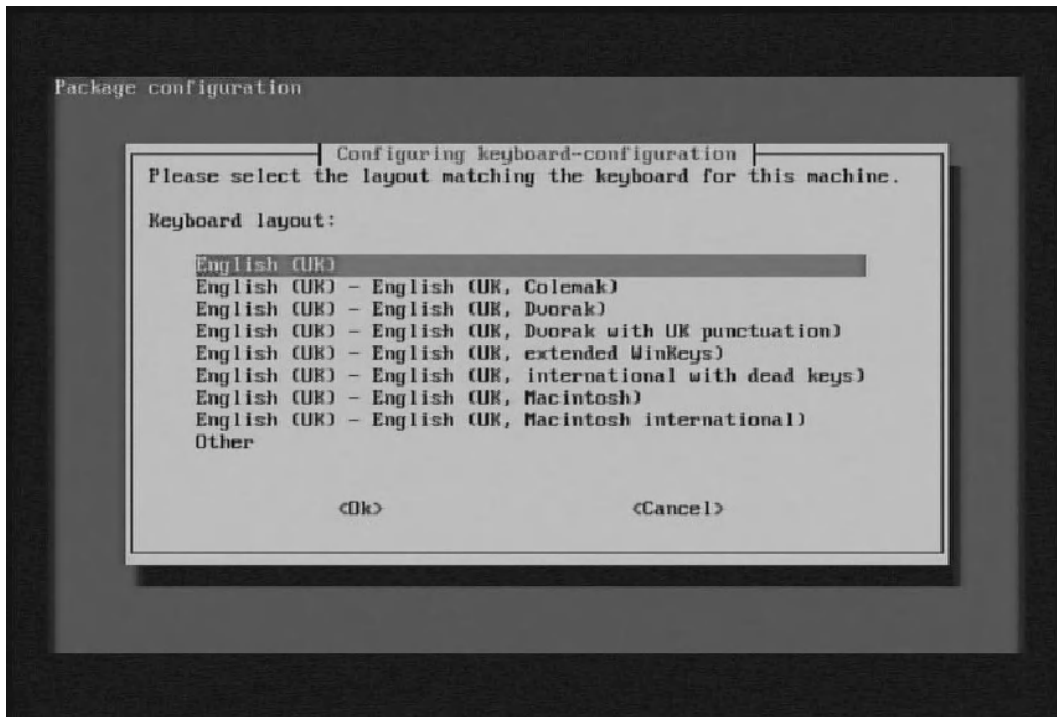 Package configuration
Configuring keyboard-configuration
Please select the layout matching the keyboard for this machine.
Keyboard layout:
English (UK)
English (UK) - English (UK, Colemak)
English (UK) - English (UK, Dvorak)
English (UK) - English (UK, Dvorak with UK punctuation)
English (UK) - English (UK, extended WinKeys)
English (UK) - English (UK, international with dead keys)
English (UK) - English (UK, Macintosh)
English (UK) - English (UK, Macintosh international)
Other
<Ok> <Cancel>